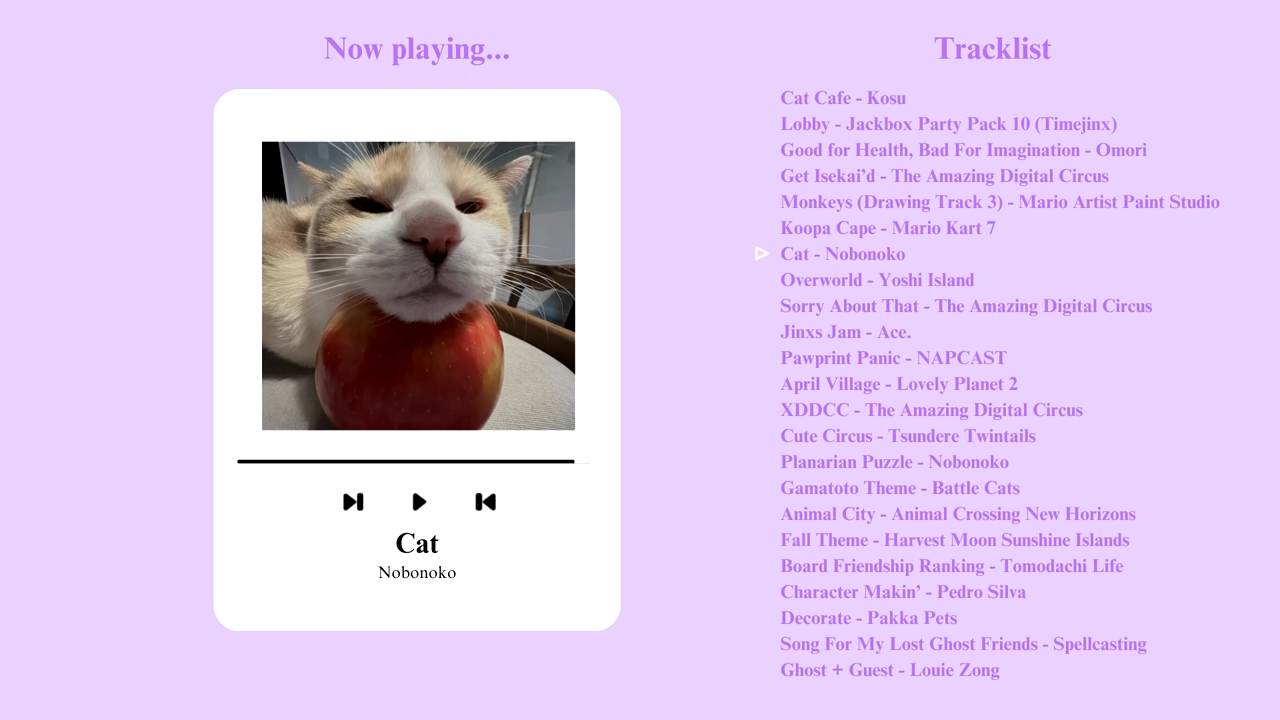 Now playing...
Cat
Nobonoko
Tracklist
Cat Cafe - Kosu
Lobby - Jackbox Party Pack 10 (Timejinx)
Good for Health, Bad For Imagination - Omori
Get Isekai’d - The Amazing Digital Circus
Monkeys (Drawing Track 3) - Mario Artist Paint Studio
Koopa Cape - Mario Kart 7
Cat - Nobonoko
Overworld - Yoshi Island
Sorry About That - The Amazing Digital Circus
Jinxs Jam - Ace.
Pawprint Panic - NAPCAST
April Village - Lovely Planet 2
XDDCC - The Amazing Digital Circus
Cute Circus - Tsundere Twintails
Planarian Puzzle - Nobonoko
Gamatoto Theme - Battle Cats
Animal City - Animal Crossing New Horizons
Fall Theme - Harvest Moon Sunshine Islands
Board Friendship Ranking - Tomodachi Life
Character Makin’ - Pedro Silva
Decorate - Pakka Pets
Song For My Lost Ghost Friends - Spellcasting
Ghost + Guest - Louie Zong